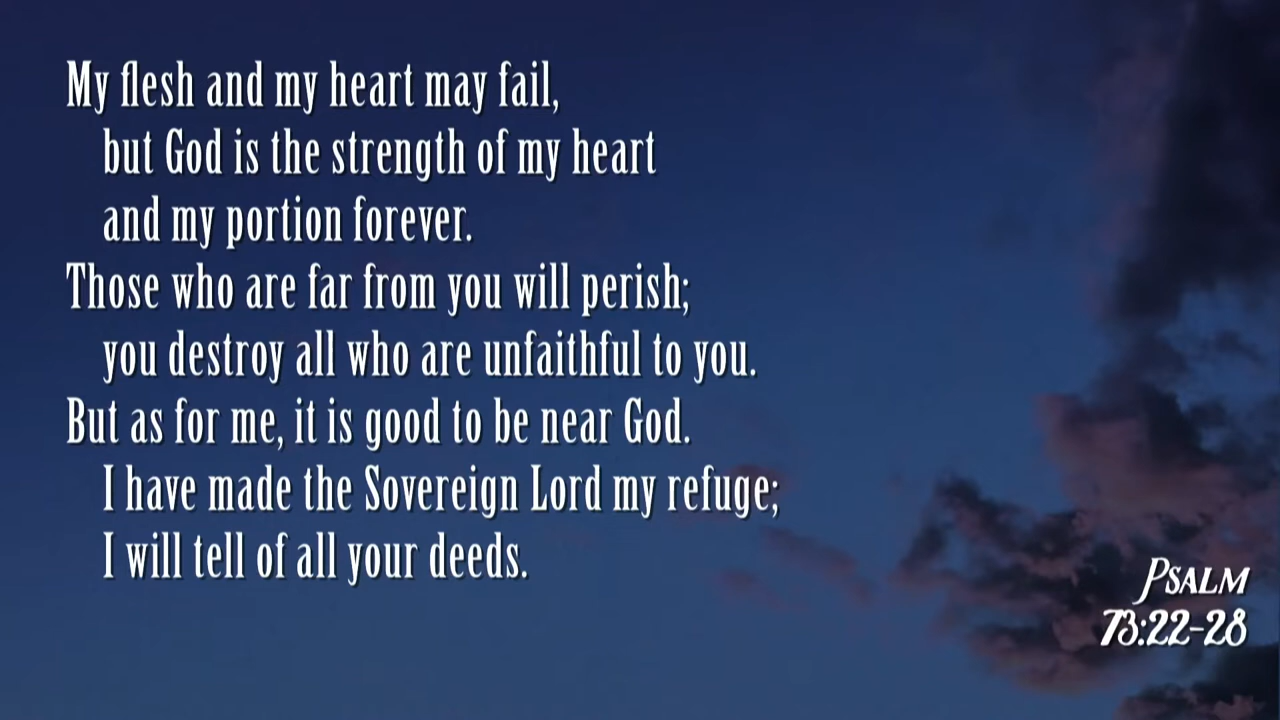 My flesh and my heart may fail,
but God is the strength of my heart
and my portion forever.
Those who are far from you will perish;
you destroy all who are unfaithful to you.
But as for me, it is good to be near God.
I have made the Sovereign Lord my refuge;
I will tell of all your deeds.
Psalm
73:22-28